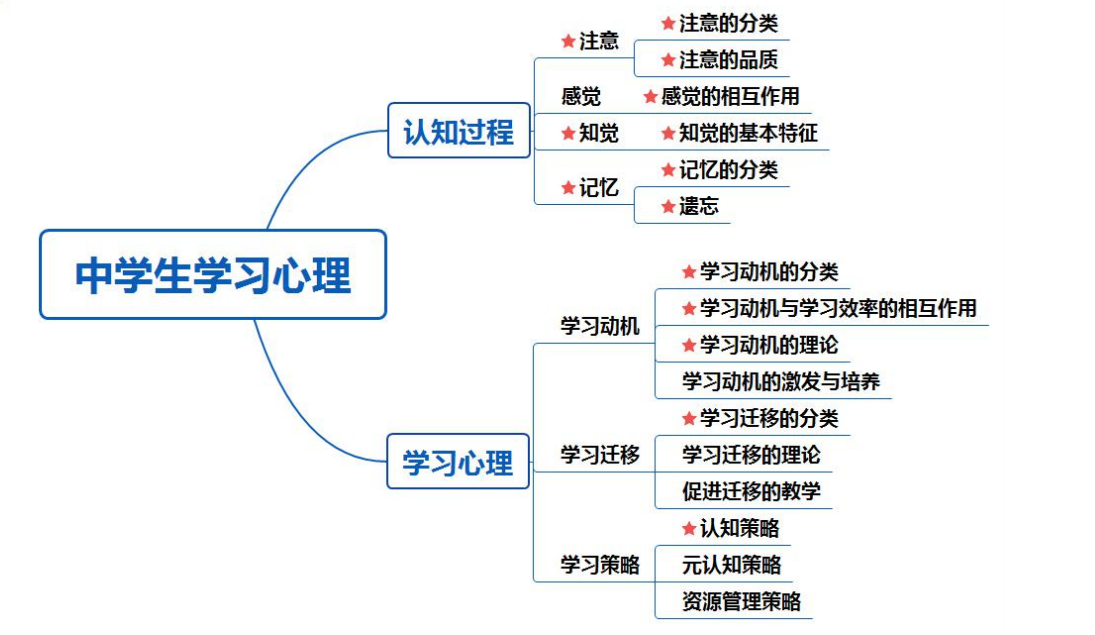 中学生学习心理
认知过程
★注意
★注意的分类
★注意的品质
感觉
★感觉的相互作用
★知觉
★知觉的基本特征
★记忆
★记忆的分类
★遗忘
学习心理
学习动机
★学习动机的分类
★学习动机与学习效率的相互作用
★学习动机的理论
学习动机的激发与培养
学习迁移
★学习迁移的分类
学习迁移的理论
促进迁移的教学
学习策略
★认知策略
元认知策略
资源管理策略